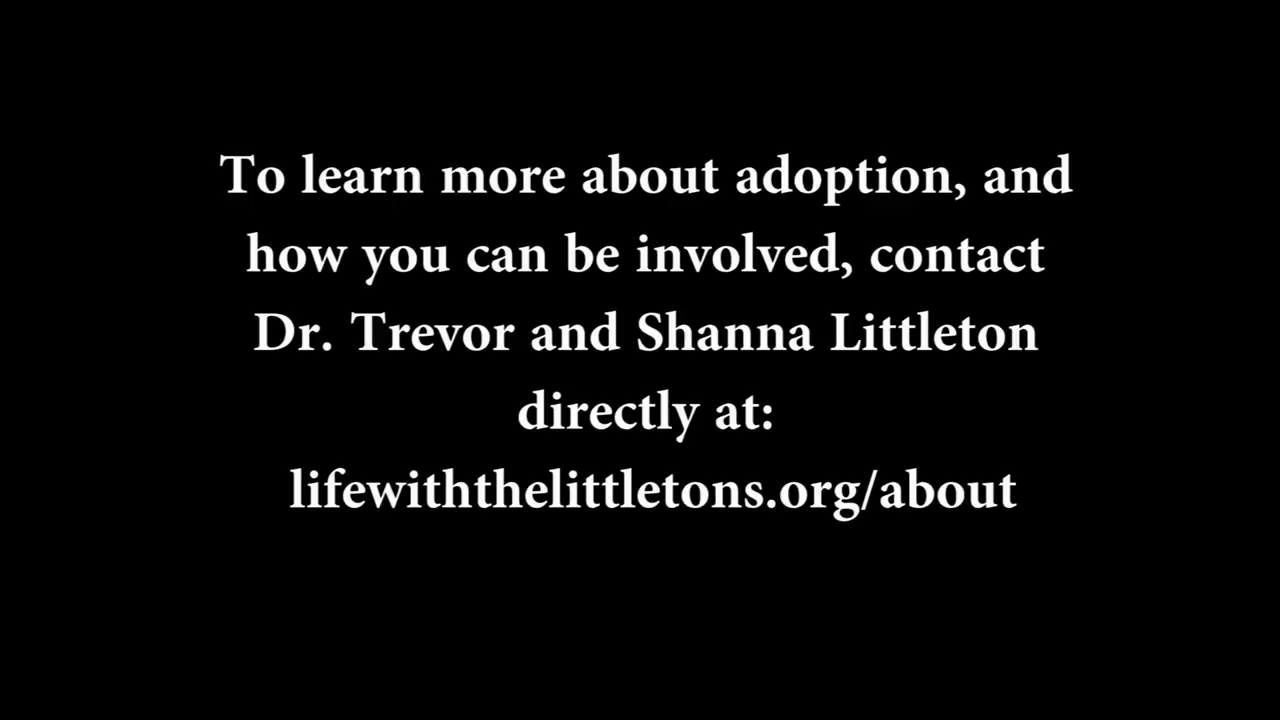 To learn more about adoption, and
how you can be involved, contact
Dr. Trevor and Shanna Littleton
directly at:
lifewiththelittletons.org/about